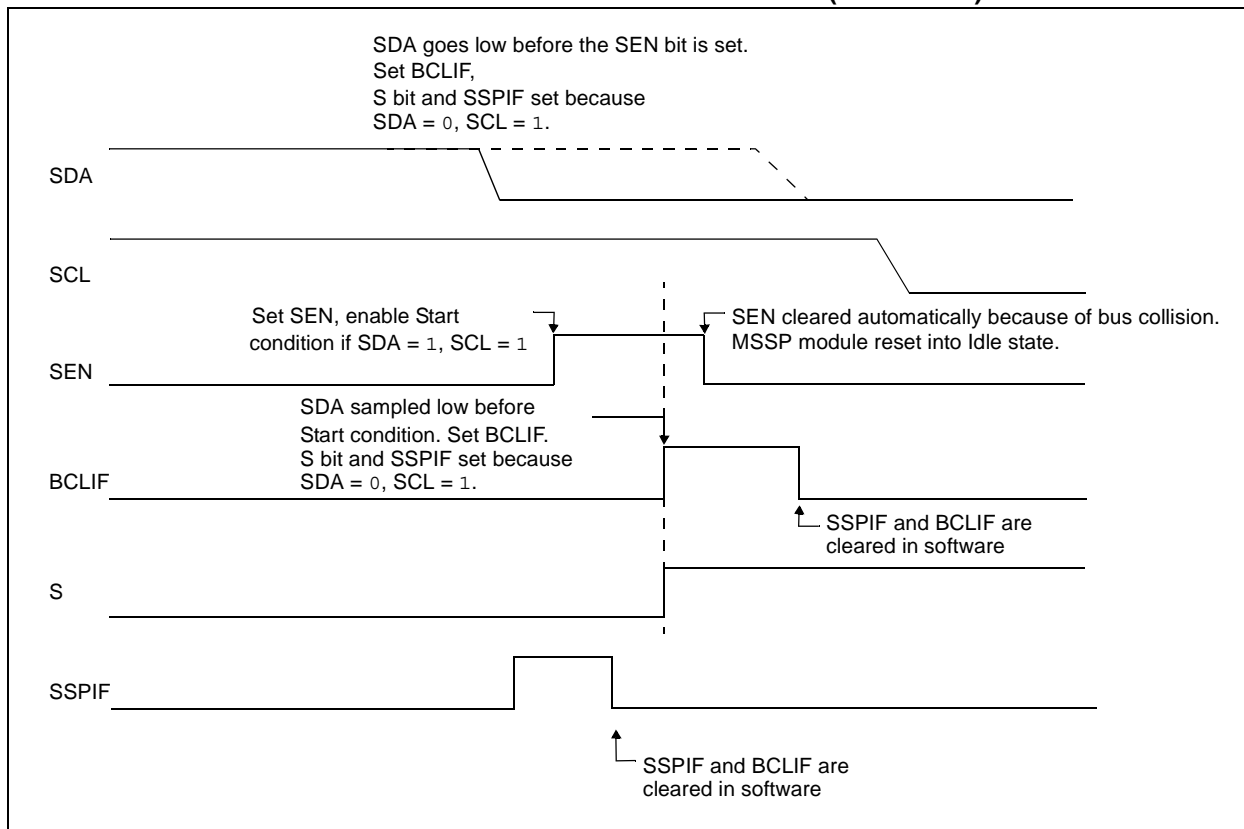 SDA goes low before the SEN bit is set.
Set BCLIF,
S bit and SSPIF set because
SDA = 0, SCL = 1.
SDA
SCL
Set SEN, enable Start
condition if SDA = 1, SCL = 1
SEN cleared automatically because of bus collision.
MSSP module reset into Idle state.
SEN
SDA sampled low before
Start condition. Set BCLIF.
S bit and SSPIF set because
SDA = 0, SCL = 1.
BCLIF
SSPIF and BCLIF are
cleared in software
S
SSPIF
SSPIF and BCLIF are
cleared in software